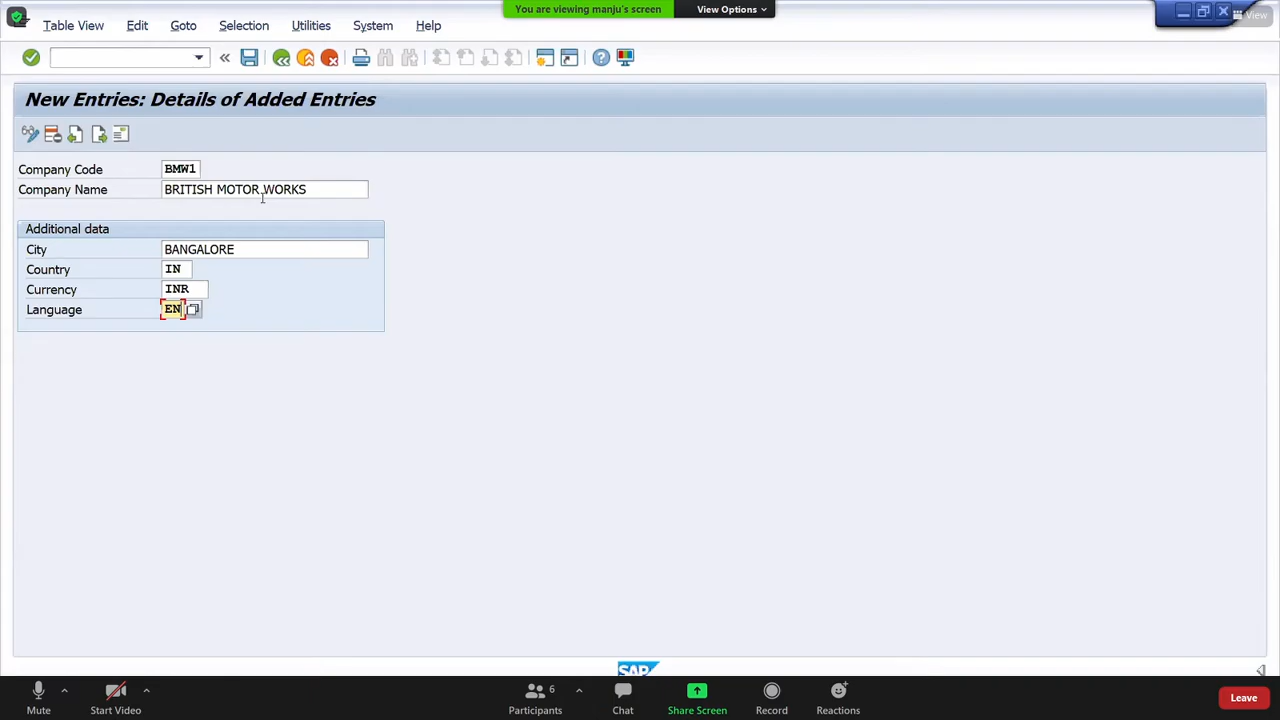 You are viewing manju's screen
View Options
View
Table View Edit Goto Selection Utilities System Help
New Entries: Details of Added Entries
Company Code BMW1
Company Name BRITISH MOTOR WORKS
Additional data
City BANGALORE
Country IN
Currency INR
Language EN
SAP
6
Mute Start Video Participants Chat Share Screen Record Reactions Leave